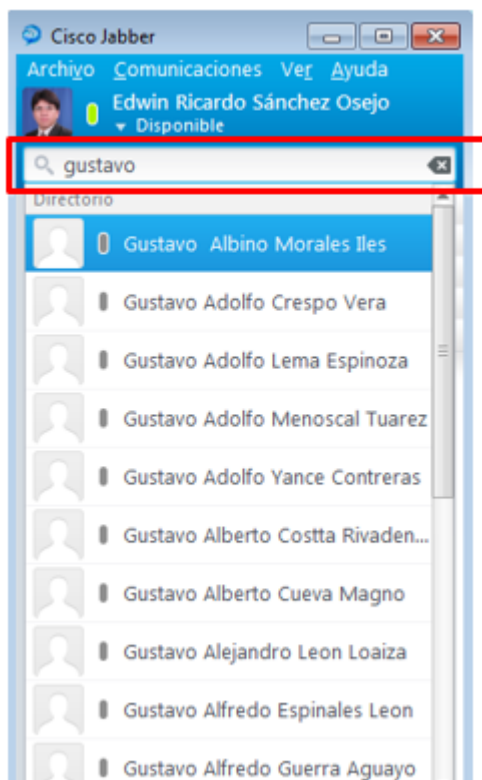 Cisco Jabber
Archivo Comunicaciones Ver Ayuda
Edwin Ricardo Sánchez Osejo
Disponible
gustavo
Directorio
Gustavo Albino Morales Iles
Gustavo Adolfo Crespo Vera
Gustavo Adolfo Lema Espinoza
Gustavo Adolfo Menoscal Tuarez
Gustavo Adolfo Yance Contreras
Gustavo Alberto Costta Rivaden...
Gustavo Alberto Cueva Magno
Gustavo Alejandro Leon Loaiza
Gustavo Alfredo Espinales Leon
Gustavo Alfredo Guerra Aguayo